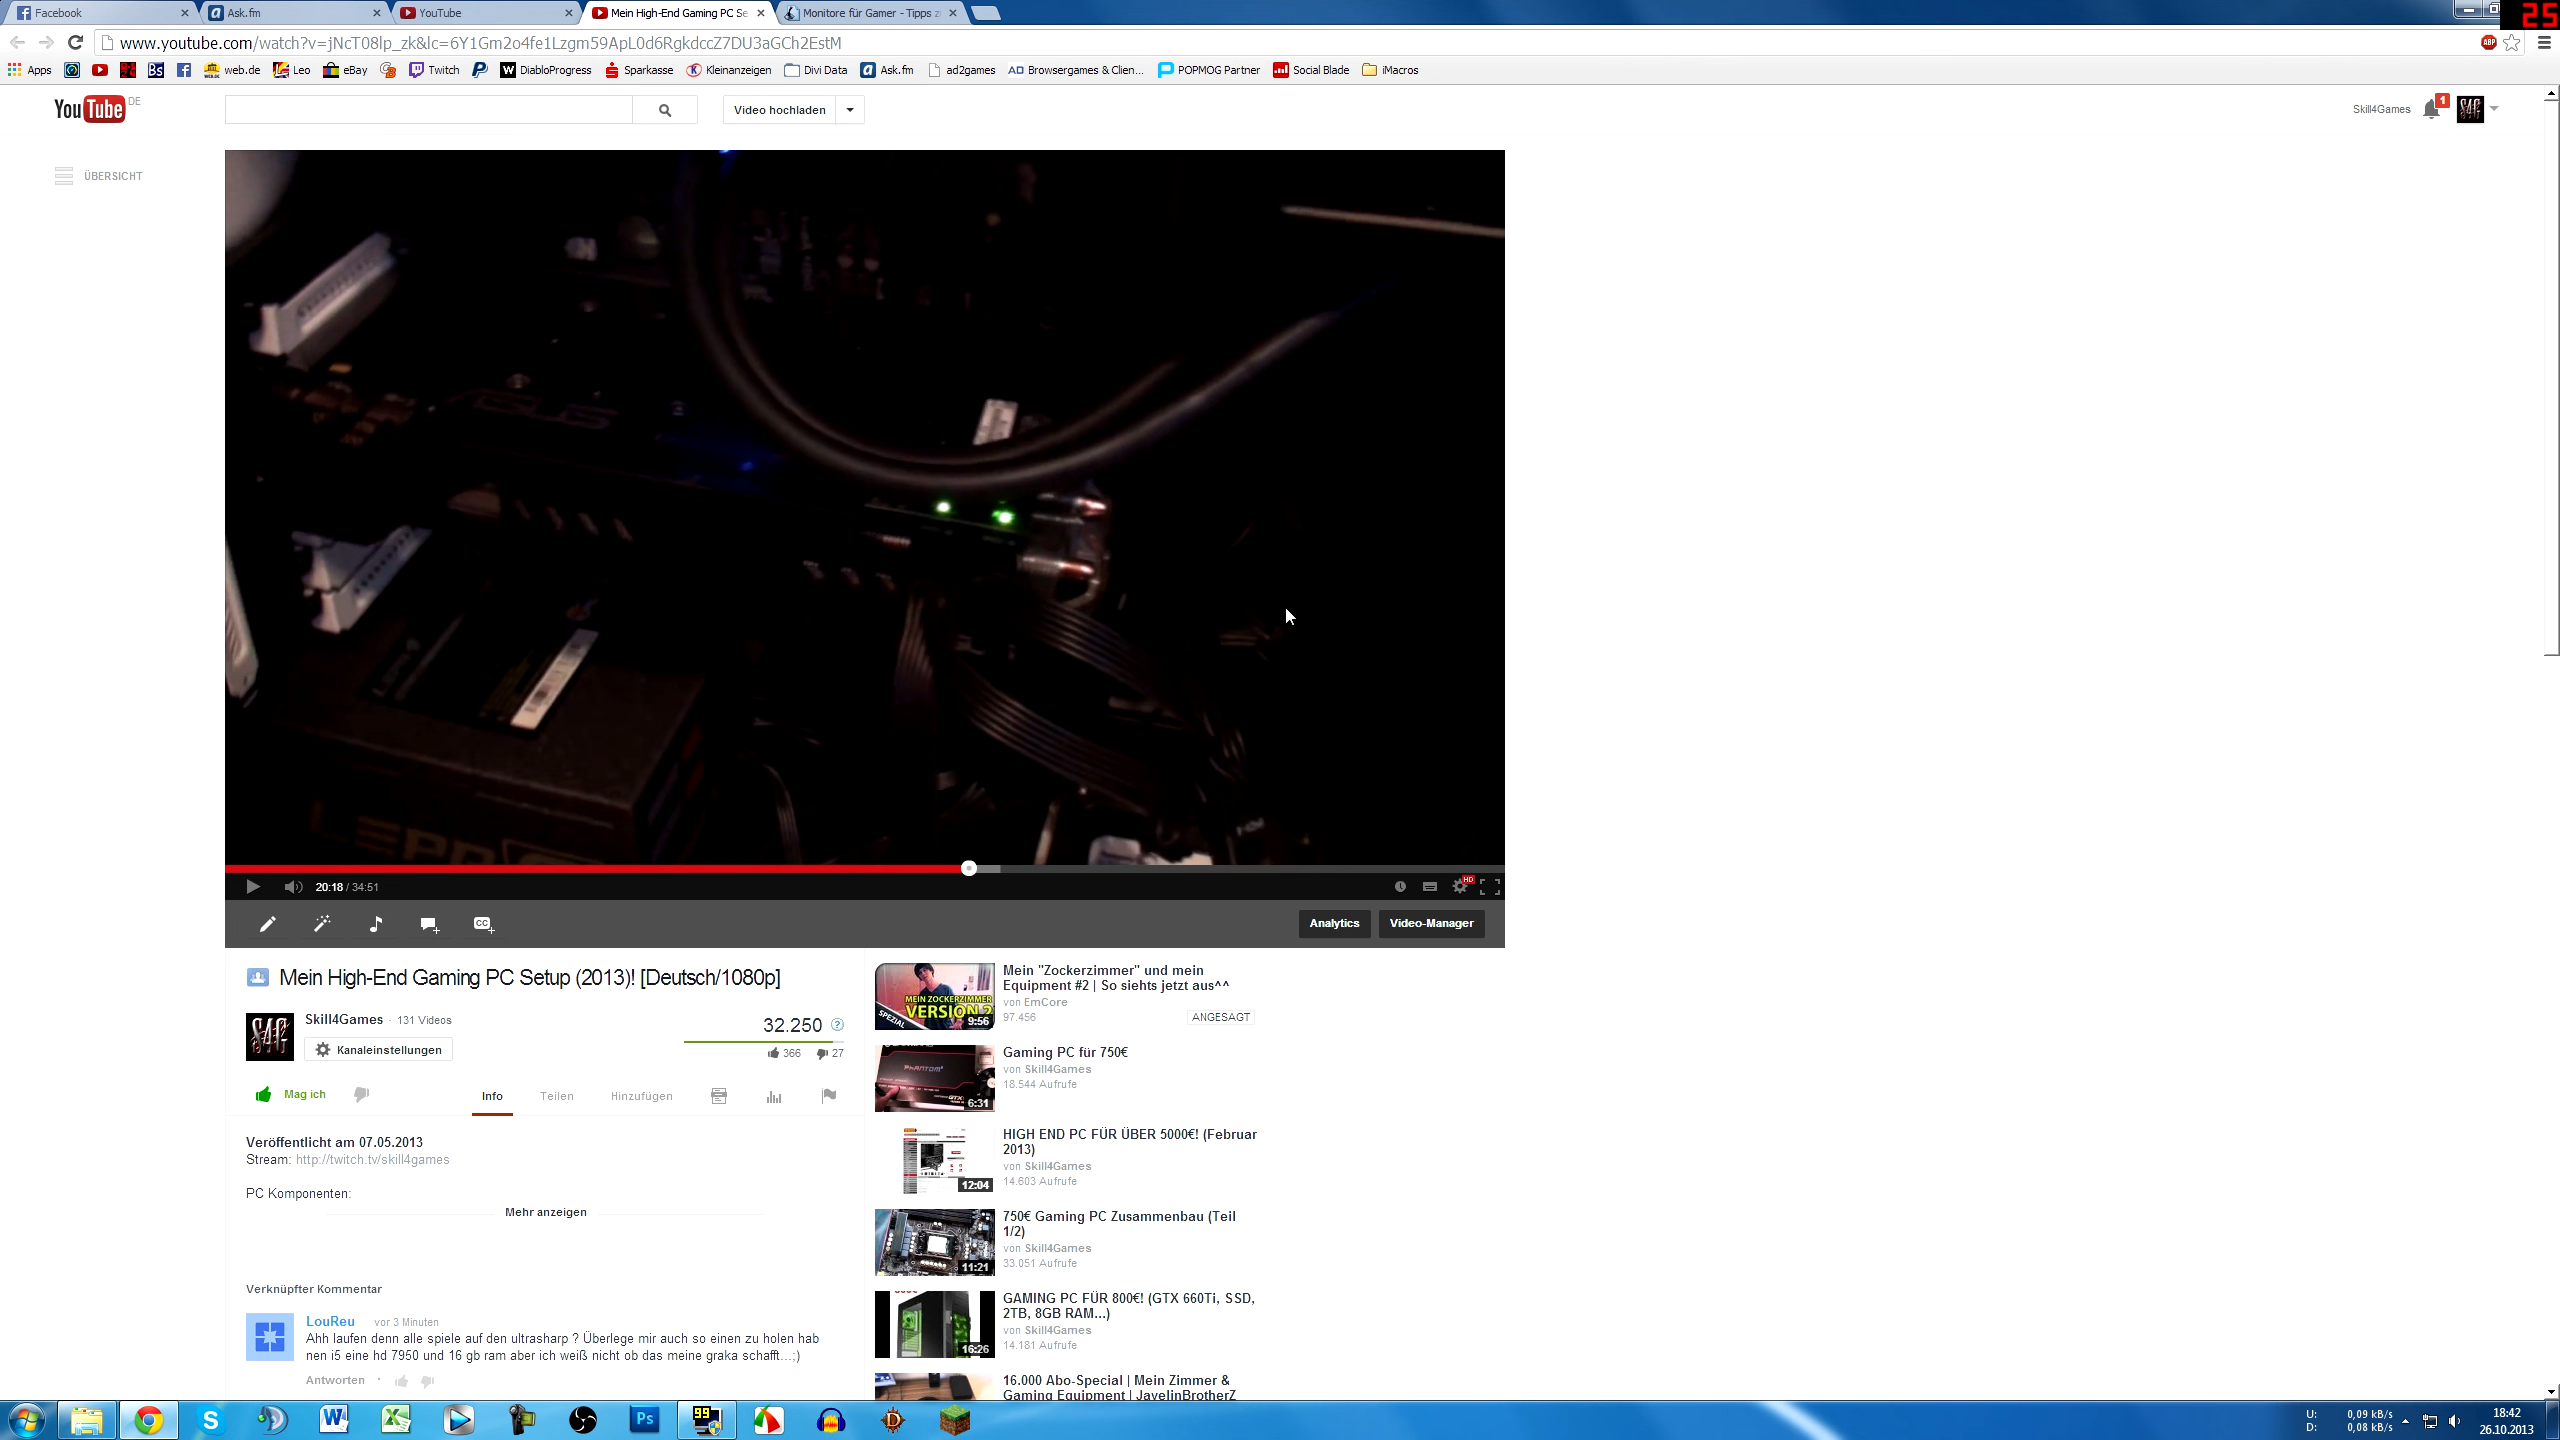 Facebook
Ask.fm
YouTube
Mein High-End Gaming PC Se
Monitore für Gamer - Tipps z
25
www.youtube.com/watch?v=jNcT08lp_zk&lc=6Y1Gm2o4fe1Lzgm59ApL0d6RgkdccZ7DU3aGCh2EstM
ABP
Apps Bs web.de Leo eBay Twitch DiabloProgress Sparkasse Kleinanzeigen Divi Data Ask.fm ad2games Browsergames & Clien... POPMOG Partner Social Blade iMacros
YouTube DE
Video hochladen
Skill4Games 1
ÜBERSICHT
ASUS
20:18 / 34:51
HD
CC
Analytics Video-Manager
Mein High-End Gaming PC Setup (2013)! [Deutsch/1080p]
Skill4Games · 131 Videos
Kanaleinstellungen
32.250
366 27
Mag ich
Info Teilen Hinzufügen
Veröffentlicht am 07.05.2013
Stream: http://twitch.tv/skill4games
PC Komponenten:
Mehr anzeigen
Verknüpfter Kommentar
LouReu vor 3 Minuten
Ahh laufen denn alle spiele auf den ultrasharp ? Überlege mir auch so einen zu holen hab
nen i5 eine hd 7950 und 16 gb ram aber ich weiß nicht ob das meine graka schafft...;)
Antworten ·
MEIN ZOCKERZIMMER
VERSION 2
SPEZIAL
9:56
Mein "Zockerzimmer" und mein
Equipment #2 | So siehts jetzt aus^^
von EmCore
97.456 ANGESAGT
PHANTOM
6:31
Gaming PC für 750€
von Skill4Games
18.544 Aufrufe
12:04
HIGH END PC FÜR ÜBER 5000€! (Februar
2013)
von Skill4Games
14.603 Aufrufe
11:21
750€ Gaming PC Zusammenbau (Teil
1/2)
von Skill4Games
33.051 Aufrufe
16:26
GAMING PC FÜR 800€! (GTX 660Ti, SSD,
2TB, 8GB RAM...)
von Skill4Games
14.181 Aufrufe
16.000 Abo-Special | Mein Zimmer &
Gaming Equipment | JavelinBrotherZ
Ps
99
U: 0,09 kB/s
D: 0,08 kB/s
18:42
26.10.2013